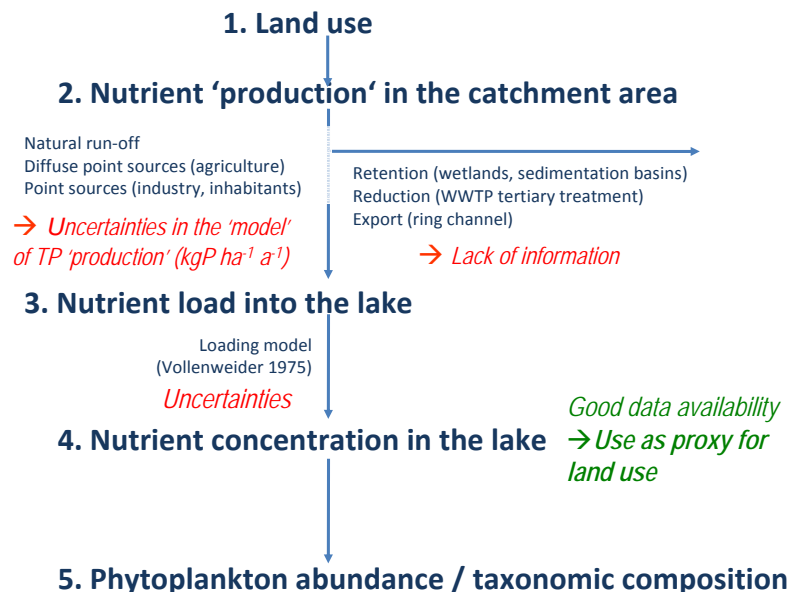 1. Land use
2. Nutrient ‘production‘ in the catchment area
Natural run-off
Diffuse point sources (agriculture)
Point sources (industry, inhabitants)
→ Uncertainties in the ‘model’
of TP ‘production’ (kgP ha⁻¹ a⁻¹)
Retention (wetlands, sedimentation basins)
Reduction (WWTP tertiary treatment)
Export (ring channel)
→ Lack of information
3. Nutrient load into the lake
Loading model
(Vollenweider 1975)
Uncertainties
4. Nutrient concentration in the lake
Good data availability
→ Use as proxy for
land use
5. Phytoplankton abundance / taxonomic composition